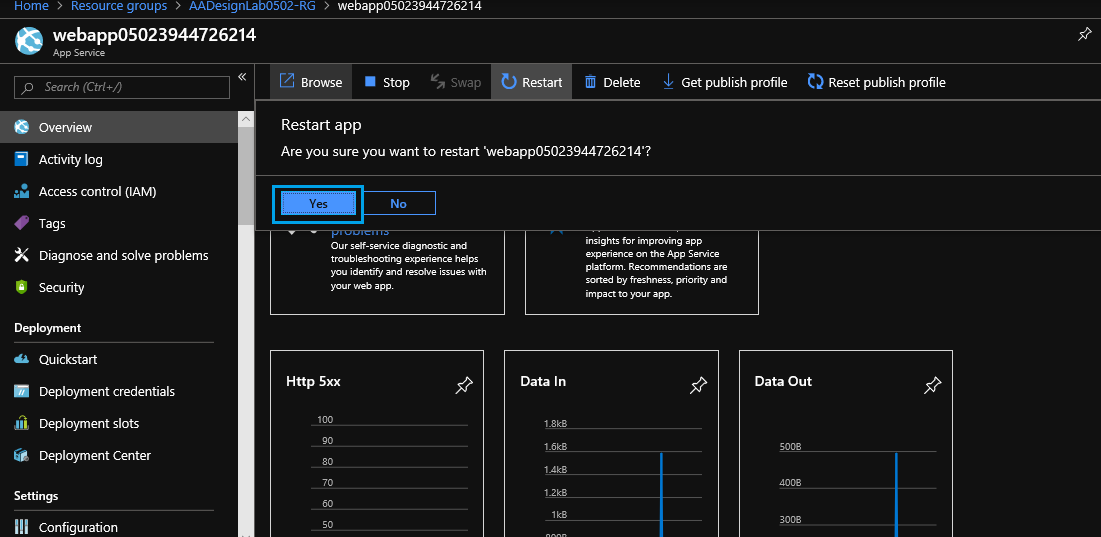 Home > Resource groups > AADesignLab0502-RG > webapp05023944726214
webapp05023944726214
App Service
Search (Ctrl+/)
«
Browse Stop Swap Restart Delete Get publish profile Reset publish profile
Restart app
Are you sure you want to restart 'webapp05023944726214'?
Yes No
Overview
Activity log
Access control (IAM)
Tags
Diagnose and solve problems
Security
Deployment
Quickstart
Deployment credentials
Deployment slots
Deployment Center
Settings
Configuration
problems
Our self-service diagnostic and
troubleshooting experience helps
you identify and resolve issues with
your web app.
insights for improving app
experience on the App Service
platform. Recommendations are
sorted by freshness, priority and
impact to your app.
Http 5xx
100
90
80
70
60
50
Data In
1.8kB
1.6kB
1.4kB
1.2kB
1kB
800B
Data Out
500B
400B
300B